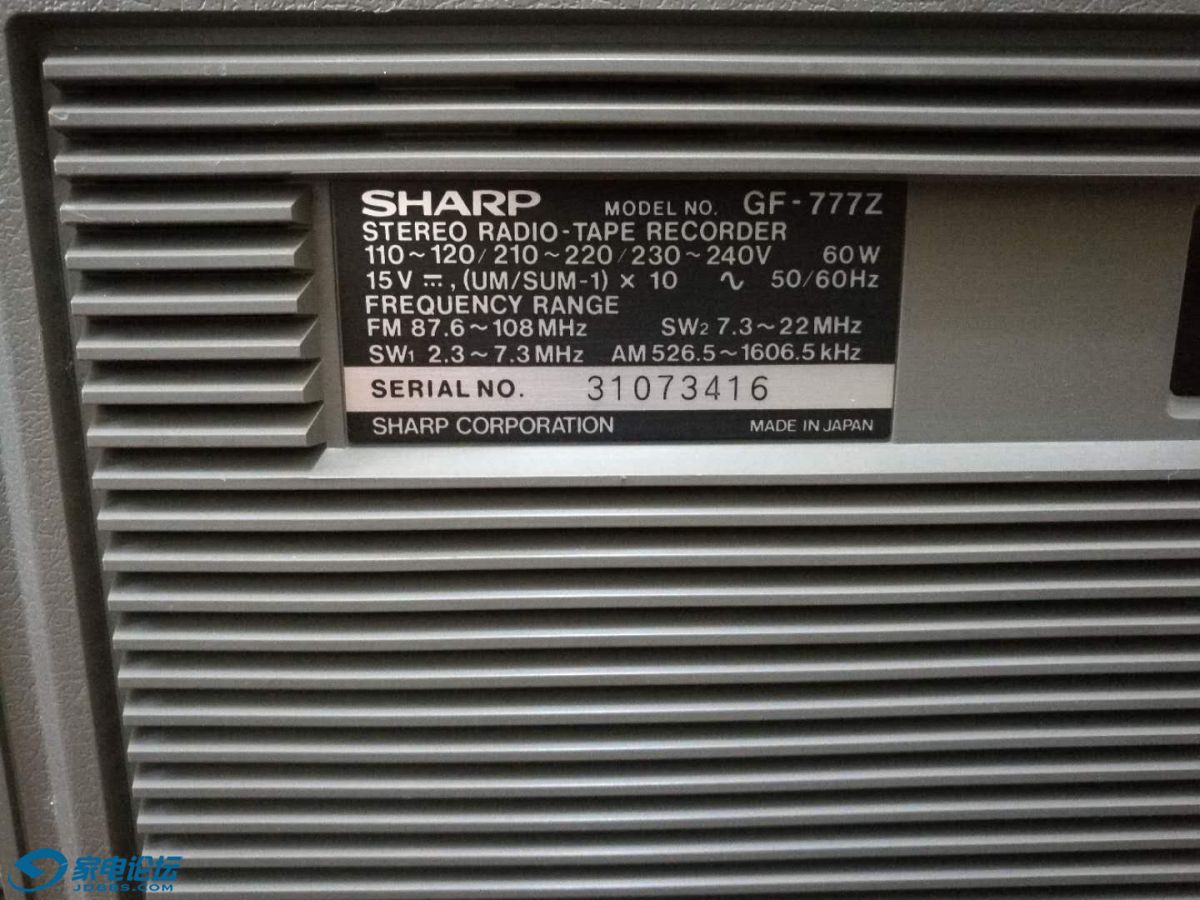 SHARP MODEL NO. GF-777Z
STEREO RADIO-TAPE RECORDER
110~120/210~220/230~240V 60W
15V ⎓, (UM/SUM-1) × 10 ∿ 50/60Hz
FREQUENCY RANGE
FM 87.6~108MHz SW2 7.3~22MHz
SW1 2.3~7.3MHz AM 526.5~1606.5kHz
SERIAL NO. 31073416
SHARP CORPORATION MADE IN JAPAN
家电论坛
JDBBS.COM